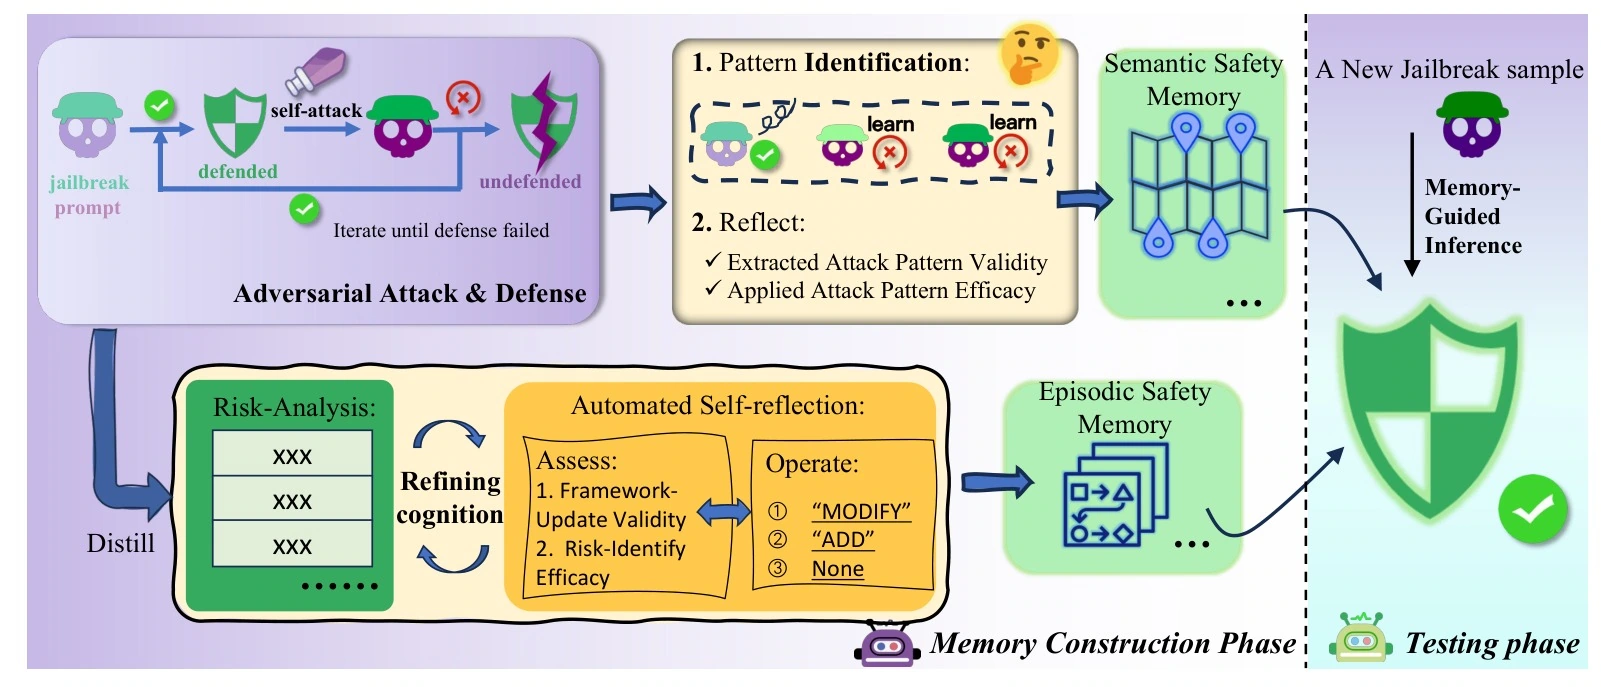 jailbreak
prompt
defended
self-attack
undefended
Iterate until defense failed
Adversarial Attack & Defense
1. Pattern Identification:
learn
learn
2. Reflect:
✓ Extracted Attack Pattern Validity
✓ Applied Attack Pattern Efficacy
Semantic Safety
Memory
...
A New Jailbreak sample
Memory-
Guided
Inference
Distill
Risk-Analysis:
XXX
XXX
XXX
......
Refining
cognition
Automated Self-reflection:
Assess:
1. Framework-
Update Validity
2. Risk-Identify
Efficacy
Operate:
① “MODIFY”
② “ADD”
③ None
Episodic Safety
Memory
...
Memory Construction Phase
Testing phase